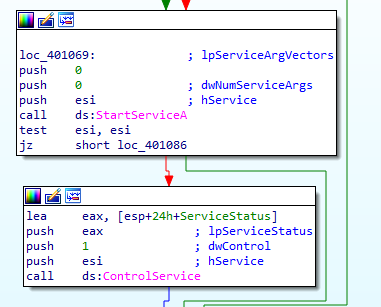 loc_401069: ; lpServiceArgVectors
push 0
push 0 ; dwNumServiceArgs
push esi ; hService
call ds:StartServiceA
test esi, esi
jz short loc_401086
lea eax, [esp+24h+ServiceStatus]
push eax ; lpServiceStatus
push 1 ; dwControl
push esi ; hService
call ds:ControlService